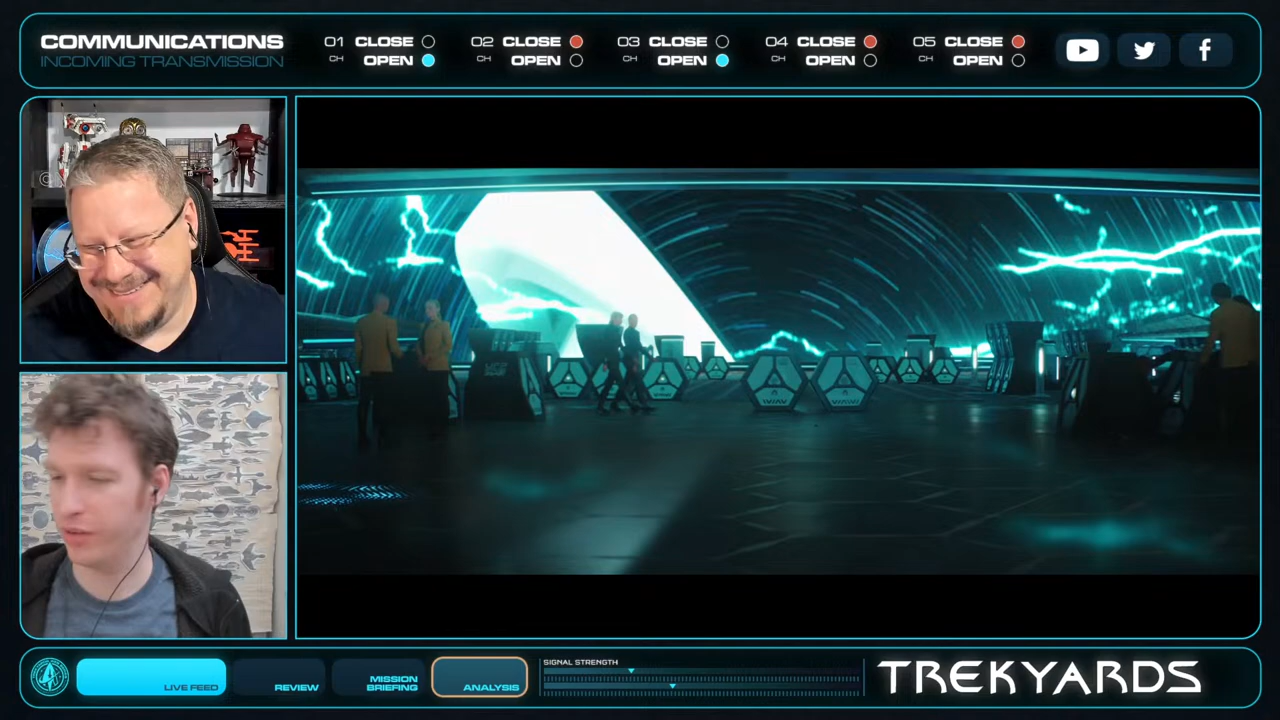 COMMUNICATIONS
INCOMING TRANSMISSION
01 CLOSE
CH OPEN
02 CLOSE
CH OPEN
03 CLOSE
CH OPEN
04 CLOSE
CH OPEN
05 CLOSE
CH OPEN
LIVE FEED
REVIEW
MISSION
BRIEFING
ANALYSIS
SIGNAL STRENGTH
TREKYARDS